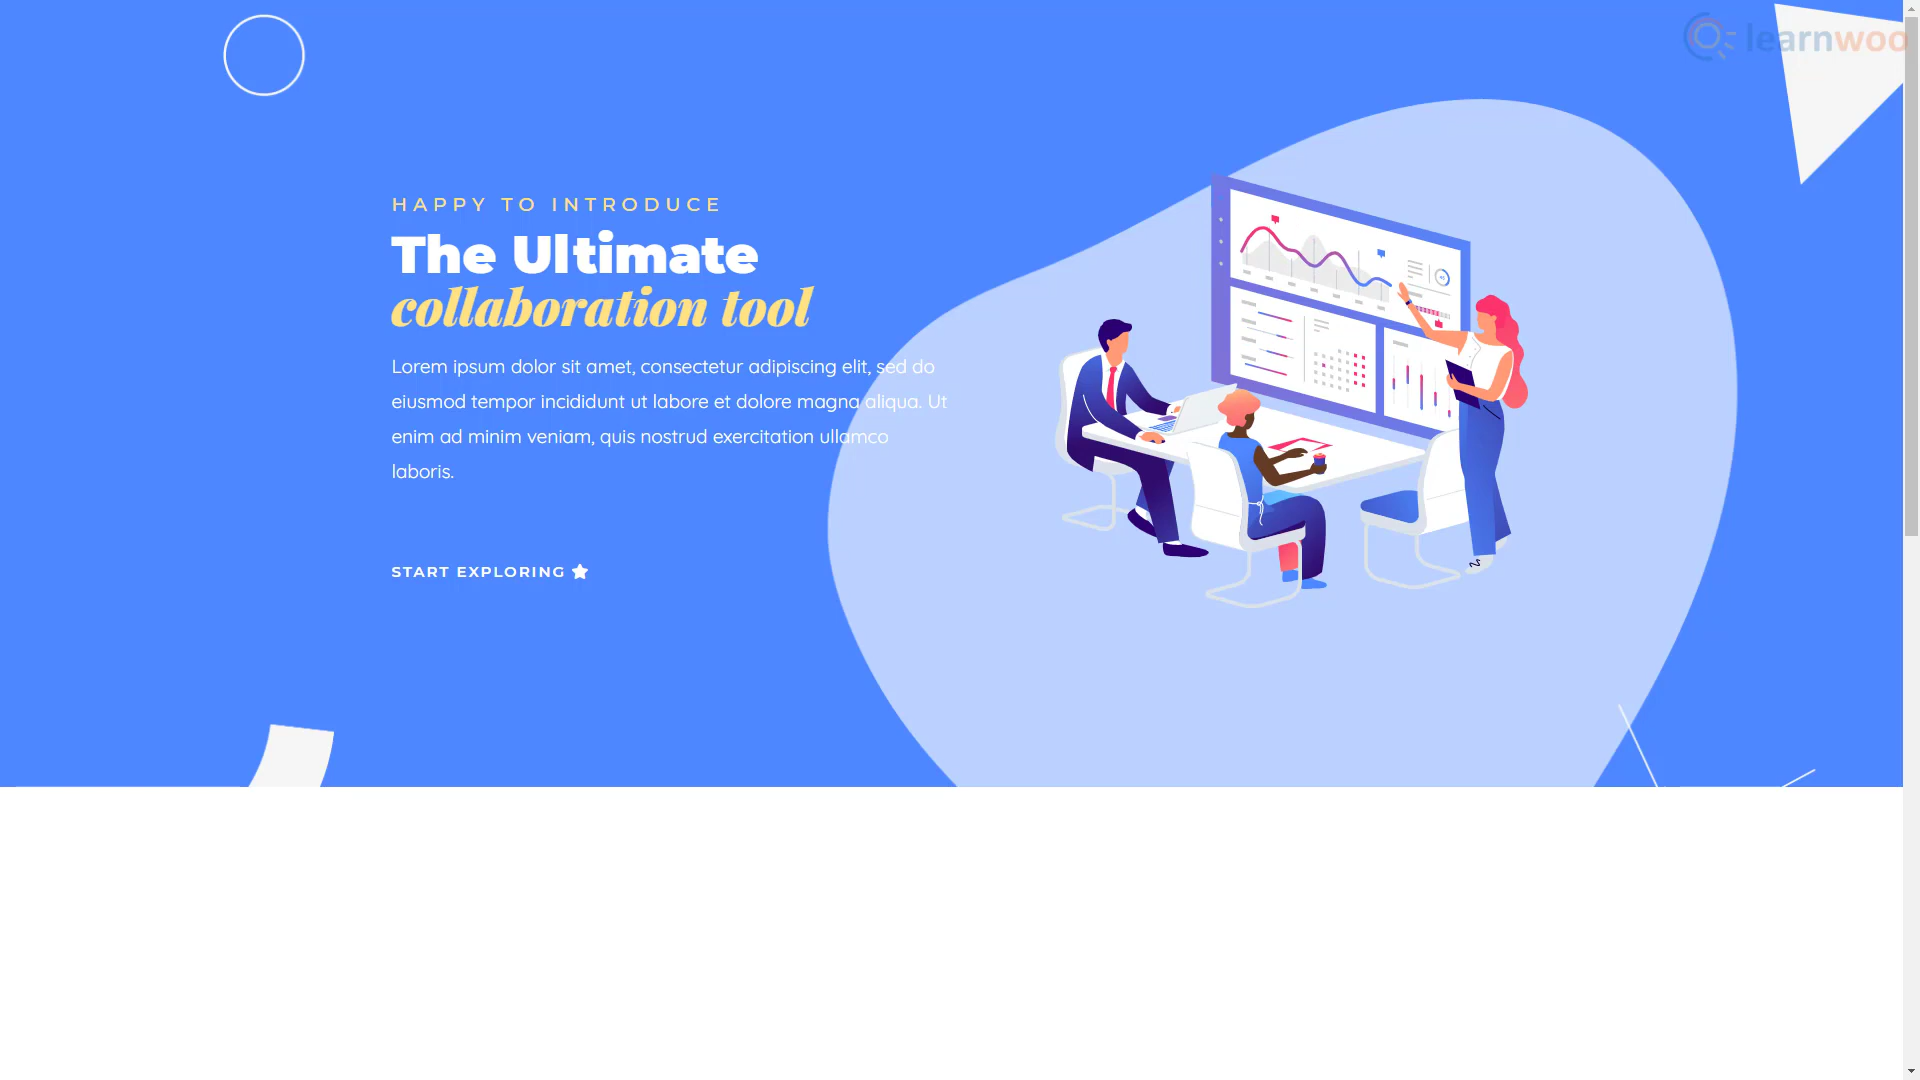 learnwoo
HAPPY TO INTRODUCE
The Ultimate
collaboration tool
Lorem ipsum dolor sit amet, consectetur adipiscing elit, sed do
eiusmod tempor incididunt ut labore et dolore magna aliqua. Ut
enim ad minim veniam, quis nostrud exercitation ullamco
laboris.
START EXPLORING